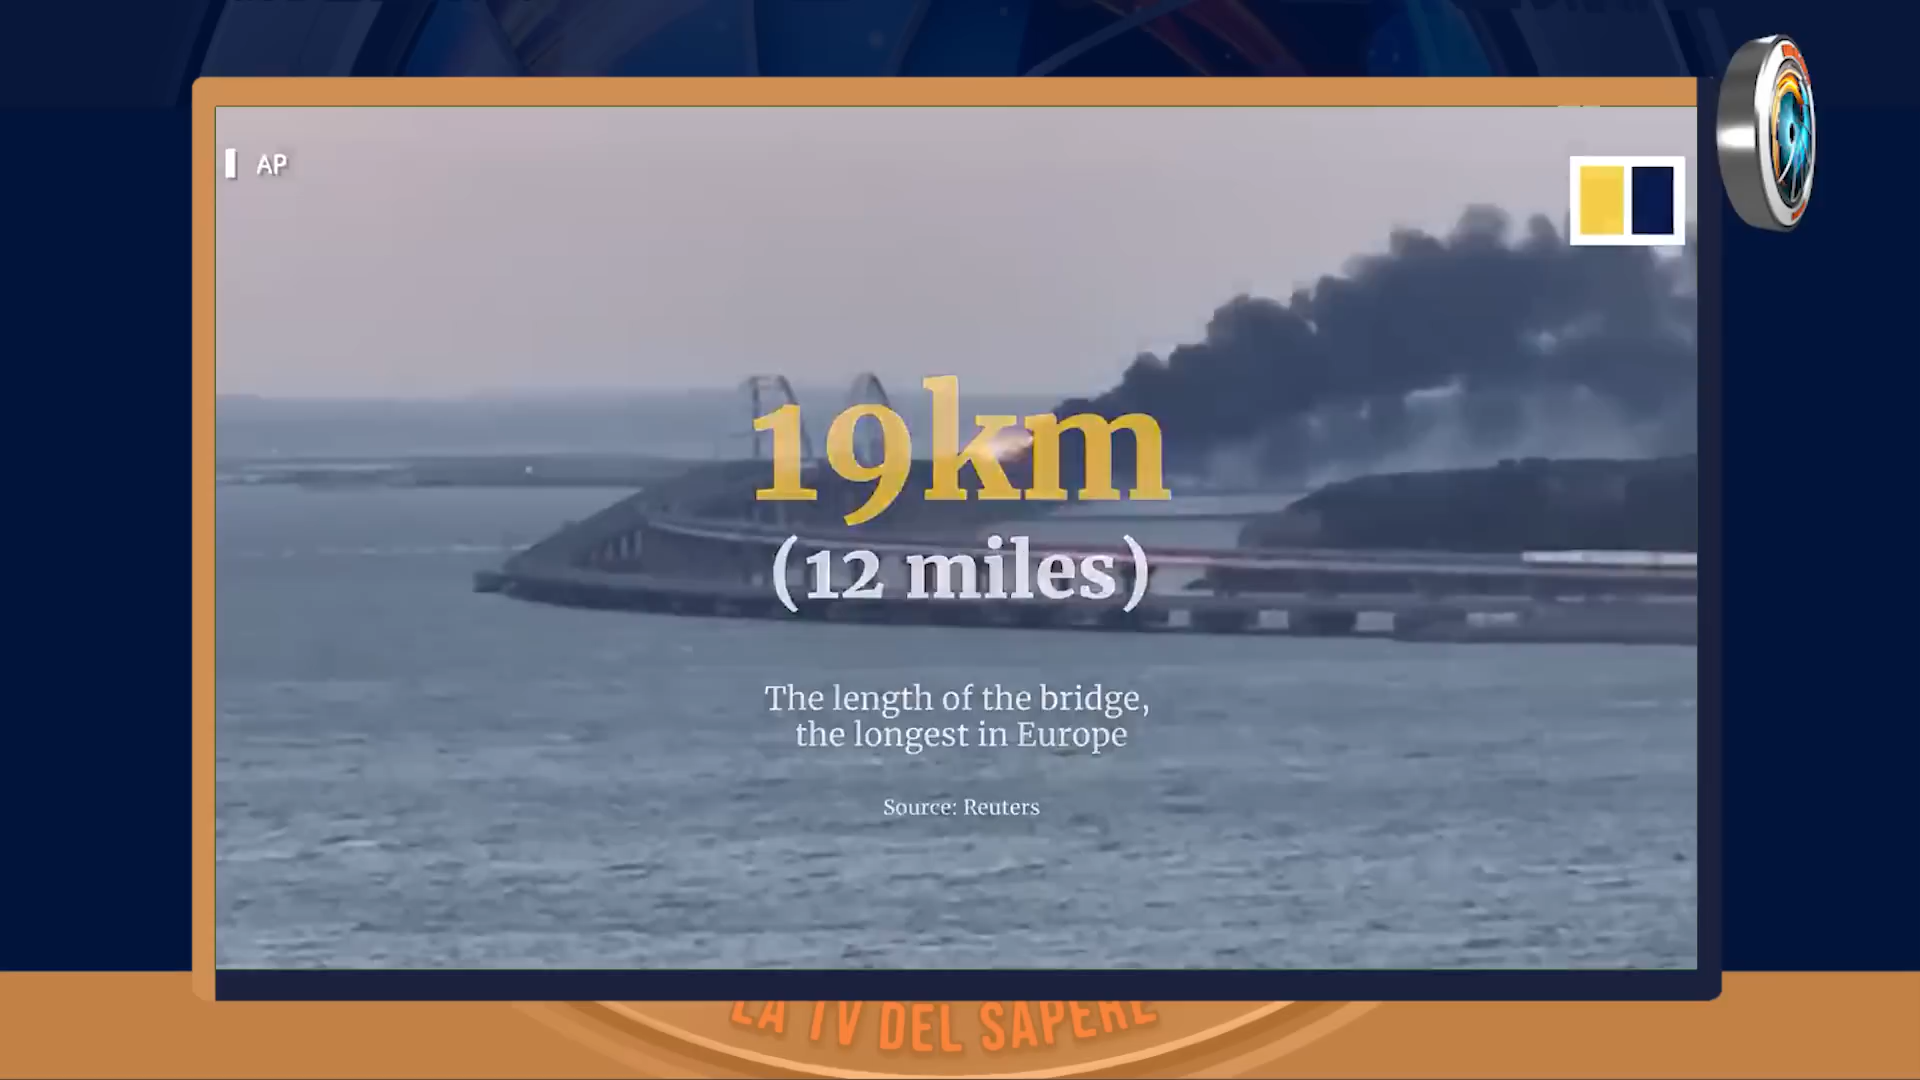 AP
19km
(12 miles)
The length of the bridge,
the longest in Europe
Source: Reuters
LA TV DEL SAPERE